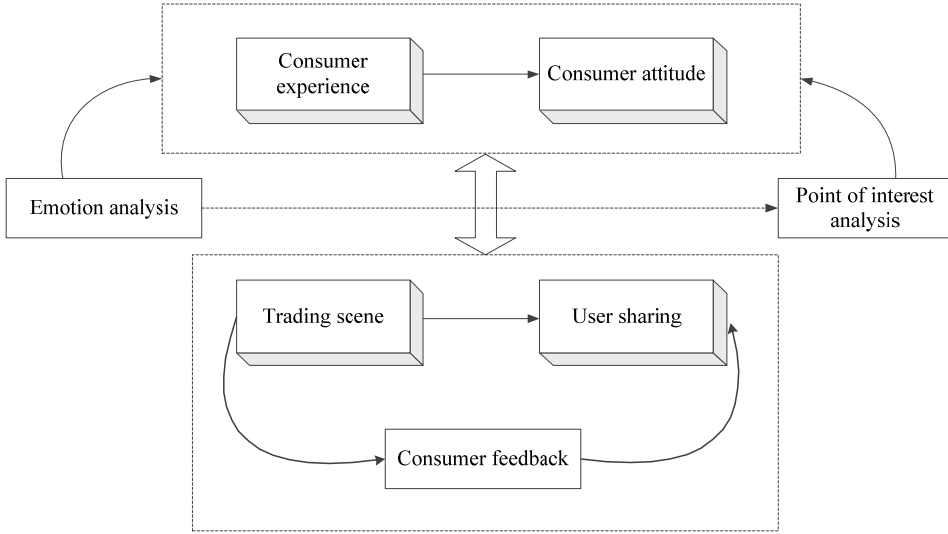 Consumer
experience
Consumer attitude
Emotion analysis
Point of interest
analysis
Trading scene
User sharing
Consumer feedback